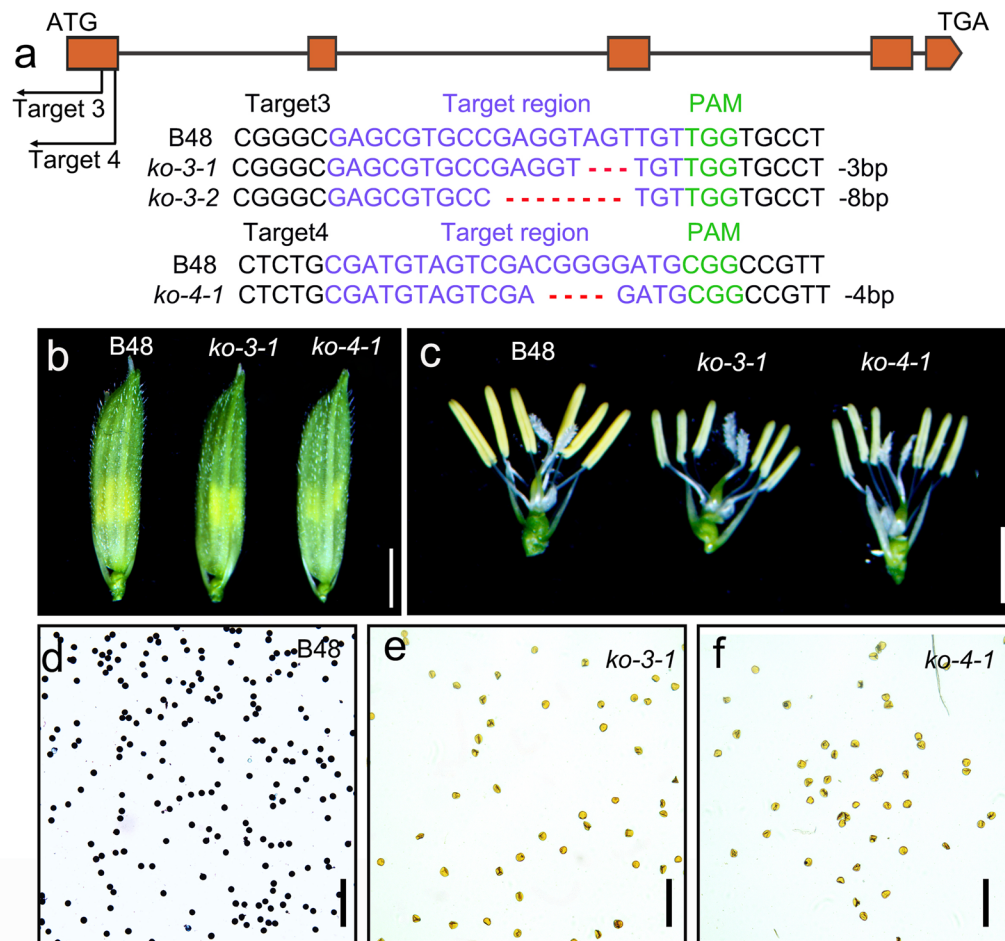 ATG TGA
a
Target 3
Target 4
Target3 Target region PAM
B48 CGGGCGAGCGTGCCGAGGTAGTTGTTGGTGCCT
ko-3-1 CGGGCGAGCGTGCCGAGGT - - - TGTTGGTGCCT -3bp
ko-3-2 CGGGCGAGCGTGCC - - - - - - - - TGTTGGTGCCT -8bp
Target4 Target region PAM
B48 CTCTGCGATGTAGTCGACGGGGATGCGGCCGTT
ko-4-1 CTCTGCGATGTAGTCGA - - - - GATGCGGCCGTT -4bp
b B48 ko-3-1 ko-4-1
c B48 ko-3-1 ko-4-1
d B48
e ko-3-1
f ko-4-1